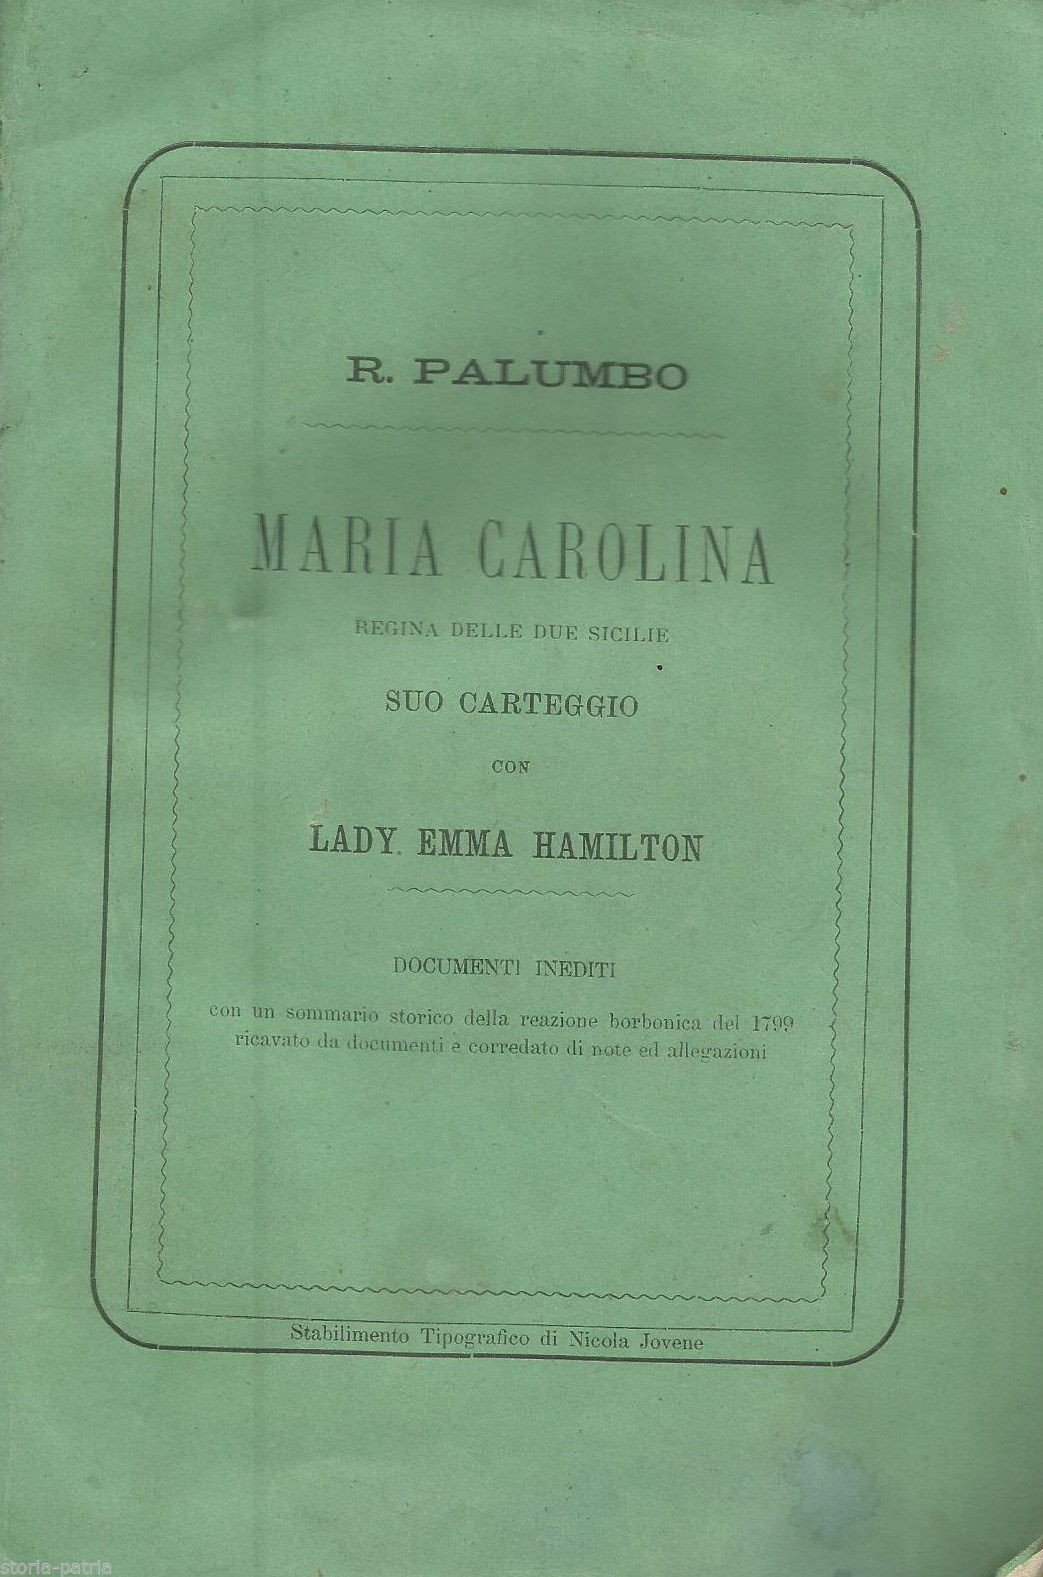 R. PALUMBO
MARIA CAROLINA
REGINA DELLE DUE SICILIE
SUO CARTEGGIO
CON
LADY EMMA HAMILTON
DOCUMENTI INEDITI
con un sommario storico della reazione borbonica del 1799
ricavato da documenti e corredato di note ed allegazioni
Stabilimento Tipografico di Nicola Jovene
storia-patria